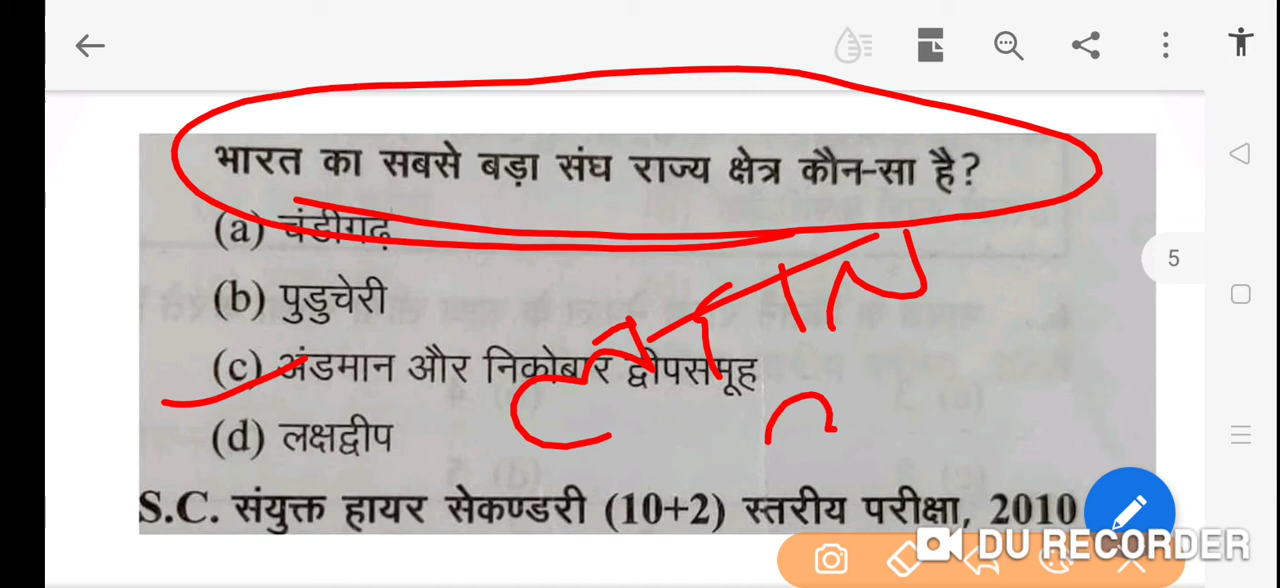 भारत का सबसे बड़ा संघ राज्य क्षेत्र कौन-सा है?
(a) चंडीगढ़
(b) पुडुचेरी
5
(c) अंडमान और निकोबार द्वीपसमूह
(d) लक्षद्वीप
S.C. संयुक्त हायर सेकण्डरी (10+2) स्तरीय परीक्षा, 2010
DU RECORDER